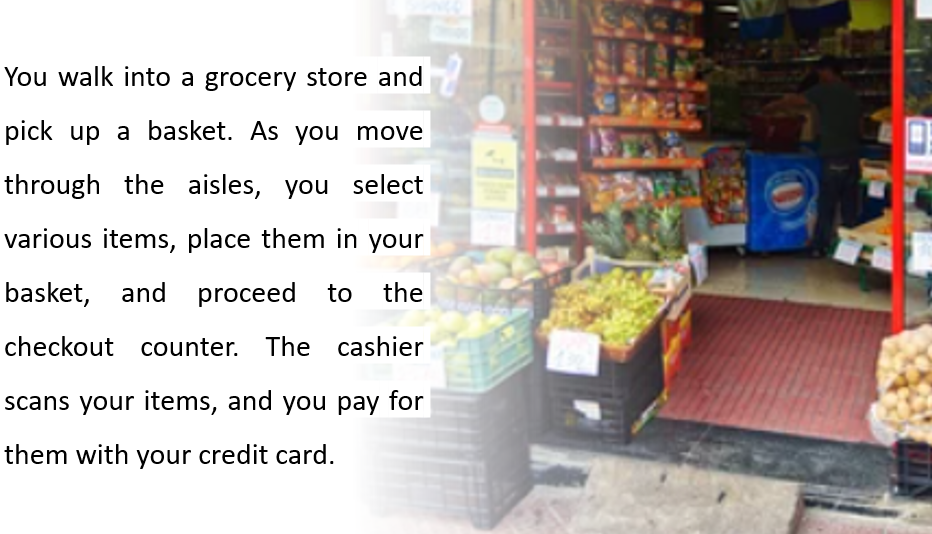 You walk into a grocery store and
pick up a basket. As you move
through the aisles, you select
various items, place them in your
basket, and proceed to the
checkout counter. The cashier
scans your items, and you pay for
them with your credit card.